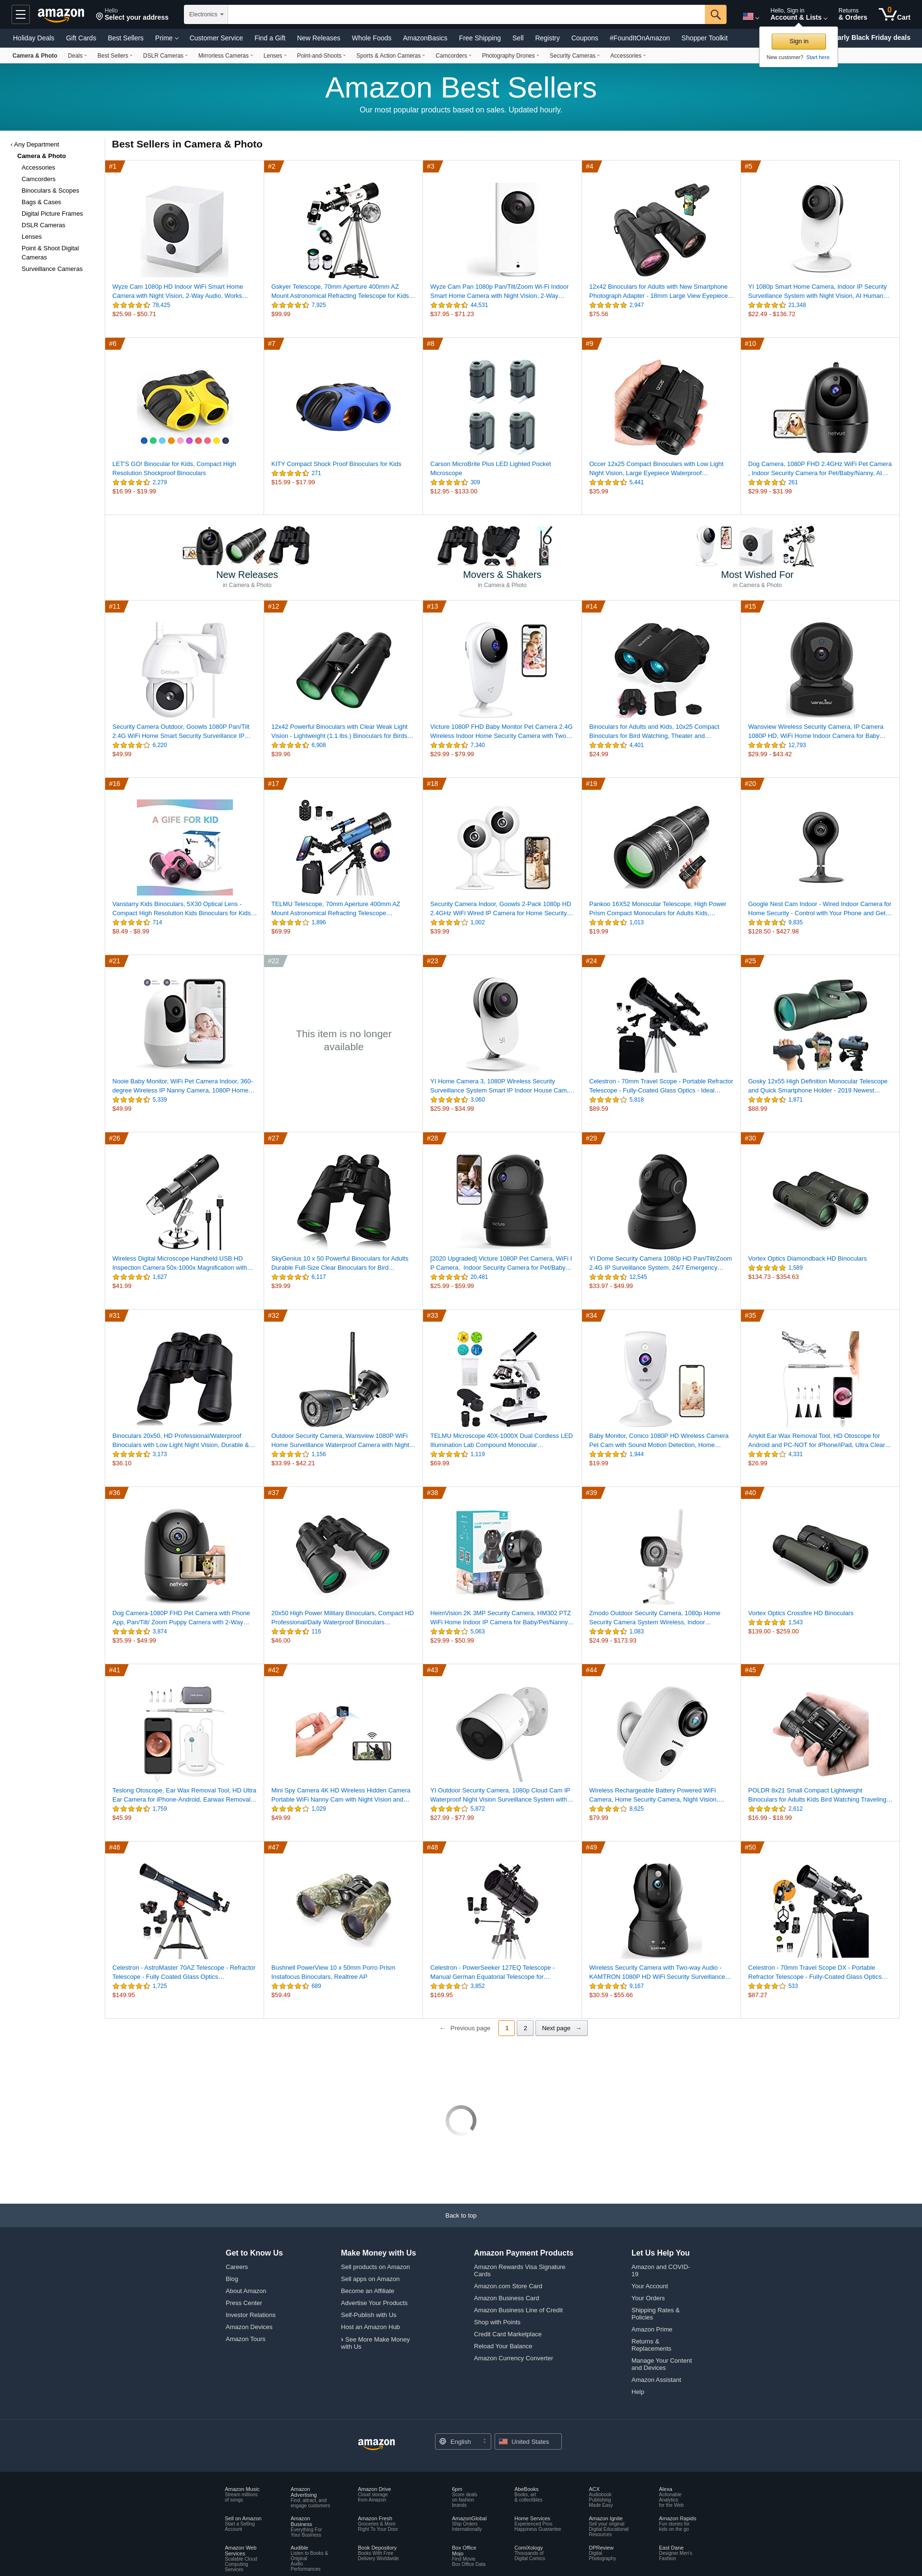 amazon
Hello
Select your address
Electronics
Hello, Sign in
Account & Lists
Returns
& Orders
0
Cart
Holiday Deals Gift Cards Best Sellers Prime Customer Service Find a Gift New Releases Whole Foods AmazonBasics Free Shipping Sell Registry Coupons #FoundItOnAmazon Shopper Toolkit
arly Black Friday deals
Sign in
New customer? Start here.
Camera & Photo Deals Best Sellers DSLR Cameras Mirrorless Cameras Lenses Point-and-Shoots Sports & Action Cameras Camcorders Photography Drones Security Cameras Accessories
Amazon Best Sellers
Our most popular products based on sales. Updated hourly.
‹ Any Department
Camera & Photo
Accessories
Camcorders
Binoculars & Scopes
Bags & Cases
Digital Picture Frames
DSLR Cameras
Lenses
Point & Shoot Digital
Cameras
Surveillance Cameras
Best Sellers in Camera & Photo
#1
Wyze Cam 1080p HD Indoor WiFi Smart Home
Camera with Night Vision, 2-Way Audio, Works…
78,425
$25.98 - $50.71
#2
Gskyer Telescope, 70mm Aperture 400mm AZ
Mount Astronomical Refracting Telescope for Kids…
7,925
$99.99
#3
Wyze Cam Pan 1080p Pan/Tilt/Zoom Wi-Fi Indoor
Smart Home Camera with Night Vision, 2-Way…
44,531
$37.95 - $71.23
#4
12x42 Binoculars for Adults with New Smartphone
Photograph Adapter - 18mm Large View Eyepiece…
2,947
$75.56
#5
YI 1080p Smart Home Camera, Indoor IP Security
Surveillance System with Night Vision, AI Human…
21,348
$22.49 - $136.72
#6
LET'S GO! Binocular for Kids, Compact High
Resolution Shockproof Binoculars
2,279
$16.99 - $19.99
#7
KITY Compact Shock Proof Binoculars for Kids
271
$15.99 - $17.99
#8
Carson MicroBrite Plus LED Lighted Pocket
Microscope
309
$12.95 - $133.00
#9
Occer 12x25 Compact Binoculars with Low Light
Night Vision, Large Eyepiece Waterproof…
5,441
$35.99
#10
netvue
Dog Camera, 1080P FHD 2.4GHz WiFi Pet Camera
, Indoor Security Camera for Pet/Baby/Nanny, AI…
261
$29.99 - $31.99
New Releases
in Camera & Photo
Movers & Shakers
in Camera & Photo
Most Wished For
in Camera & Photo
#11
Security Camera Outdoor, Goowls 1080P Pan/Tilt
2.4G WiFi Home Smart Security Surveillance IP…
6,220
$49.99
#12
12x42 Powerful Binoculars with Clear Weak Light
Vision - Lightweight (1.1 lbs.) Binoculars for Birds…
6,908
$39.96
#13
Victure 1080P FHD Baby Monitor Pet Camera 2.4G
Wireless Indoor Home Security Camera with Two…
7,340
$29.99 - $79.99
#14
Binoculars for Adults and Kids, 10x25 Compact
Binoculars for Bird Watching, Theater and…
4,401
$24.99
#15
wansview
Wansview Wireless Security Camera, IP Camera
1080P HD, WiFi Home Indoor Camera for Baby…
12,793
$29.99 - $43.42
#16
A GIFE FOR KID
Vanstarry Kids Binoculars, 5X30 Optical Lens -
Compact High Resolution Kids Binoculars for Kids…
714
$8.49 - $8.99
#17
TELMU Telescope, 70mm Aperture 400mm AZ
Mount Astronomical Refracting Telescope…
1,896
$69.99
#18
Security Camera Indoor, Goowls 2-Pack 1080p HD
2.4GHz WiFi Wired IP Camera for Home Security…
1,002
$39.99
#19
Pankoo 16X52 Monocular Telescope, High Power
Prism Compact Monoculars for Adults Kids,…
1,013
$19.99
#20
Google Nest Cam Indoor - Wired Indoor Camera for
Home Security - Control with Your Phone and Get…
9,835
$128.50 - $427.98
#21
Nooie Baby Monitor, WiFi Pet Camera Indoor, 360-
degree Wireless IP Nanny Camera, 1080P Home…
5,339
$49.99
#22
This item is no longer
available
#23
YI Home Camera 3, 1080P Wireless Security
Surveillance System Smart IP Indoor House Cam…
3,060
$25.99 - $34.99
#24
Celestron - 70mm Travel Scope - Portable Refractor
Telescope - Fully-Coated Glass Optics - Ideal…
5,818
$89.59
#25
Gosky 12x55 High Definition Monocular Telescope
and Quick Smartphone Holder - 2019 Newest…
1,871
$88.99
#26
Wireless Digital Microscope Handheld USB HD
Inspection Camera 50x-1000x Magnification with…
1,627
$41.99
#27
SkyGenius 10 x 50 Powerful Binoculars for Adults
Durable Full-Size Clear Binoculars for Bird…
6,117
$39.99
#28
[2020 Upgraded] Victure 1080P Pet Camera, WiFi I
P Camera, Indoor Security Camera for Pet/Baby…
20,481
$25.99 - $59.99
#29
YI Dome Security Camera 1080p HD Pan/Tilt/Zoom
2.4G IP Surveillance System, 24/7 Emergency…
12,545
$33.97 - $49.99
#30
Vortex Optics Diamondback HD Binoculars
1,589
$134.73 - $354.63
#31
Binoculars 20x50, HD Professional/Waterproof
Binoculars with Low Light Night Vision, Durable &…
3,173
$36.10
#32
Outdoor Security Camera, Wansview 1080P WiFi
Home Surveillance Waterproof Camera with Night…
1,156
$33.99 - $42.21
#33
TELMU Microscope 40X-1000X Dual Cordless LED
Illumination Lab Compound Monocular…
1,119
$69.99
#34
Baby Monitor, Conico 1080P HD Wireless Camera
Pet Cam with Sound Motion Detection, Home…
1,944
$19.99
#35
Anykit Ear Wax Removal Tool, HD Otoscope for
Android and PC-NOT for iPhone/iPad, Ultra Clear…
4,331
$26.99
#36
netvue
Dog Camera-1080P FHD Pet Camera with Phone
App, Pan/Tilt/ Zoom Puppy Camera with 2-Way…
3,874
$35.99 - $49.99
#37
20x50 High Power Military Binoculars, Compact HD
Professional/Daily Waterproof Binoculars…
116
$46.00
#38
HeimVision 2K 3MP Security Camera, HM302 PTZ
WiFi Home Indoor IP Camera for Baby/Pet/Nanny…
5,063
$29.99 - $50.99
#39
Zmodo Outdoor Security Camera, 1080p Home
Security Camera System Wireless, Indoor…
1,083
$24.99 - $173.93
#40
Vortex Optics Crossfire HD Binoculars
1,543
$139.00 - $259.00
#41
Teslong Otoscope, Ear Wax Removal Tool, HD Ultra
Ear Camera for iPhone-Android, Earwax Removal…
1,759
$45.99
#42
Mini Spy Camera 4K HD Wireless Hidden Camera
Portable WiFi Nanny Cam with Night Vision and…
1,029
$49.99
#43
YI Outdoor Security Camera, 1080p Cloud Cam IP
Waterproof Night Vision Surveillance System with…
5,872
$27.99 - $77.99
#44
Wireless Rechargeable Battery Powered WiFi
Camera, Home Security Camera, Night Vision,…
8,625
$79.99
#45
POLDR 8x21 Small Compact Lightweight
Binoculars for Adults Kids Bird Watching Traveling…
2,612
$16.99 - $18.99
#46
Celestron - AstroMaster 70AZ Telescope - Refractor
Telescope - Fully Coated Glass Optics…
1,725
$149.95
#47
Bushnell PowerView 10 x 50mm Porro Prism
Instafocus Binoculars, Realtree AP
689
$59.49
#48
Celestron - PowerSeeker 127EQ Telescope -
Manual German Equatorial Telescope for…
3,852
$169.95
#49
Wireless Security Camera with Two-way Audio -
KAMTRON 1080P HD WiFi Security Surveillance…
9,167
$30.59 - $55.66
#50
Celestron - 70mm Travel Scope DX - Portable
Refractor Telescope - Fully-Coated Glass Optics…
533
$87.27
← Previous page 1 2 Next page →
Back to top
Get to Know Us
Careers
Blog
About Amazon
Press Center
Investor Relations
Amazon Devices
Amazon Tours
Make Money with Us
Sell products on Amazon
Sell apps on Amazon
Become an Affiliate
Advertise Your Products
Self-Publish with Us
Host an Amazon Hub
› See More Make Money
with Us
Amazon Payment Products
Amazon Rewards Visa Signature
Cards
Amazon.com Store Card
Amazon Business Card
Amazon Business Line of Credit
Shop with Points
Credit Card Marketplace
Reload Your Balance
Amazon Currency Converter
Let Us Help You
Amazon and COVID-
19
Your Account
Your Orders
Shipping Rates &
Policies
Amazon Prime
Returns &
Replacements
Manage Your Content
and Devices
Amazon Assistant
Help
amazon
English
United States
Amazon Music
Stream millions
of songs
Amazon
Advertising
Find, attract, and
engage customers
Amazon Drive
Cloud storage
from Amazon
6pm
Score deals
on fashion
brands
AbeBooks
Books, art
& collectibles
ACX
Audiobook
Publishing
Made Easy
Alexa
Actionable
Analytics
for the Web
Sell on Amazon
Start a Selling
Account
Amazon
Business
Everything For
Your Business
Amazon Fresh
Groceries & More
Right To Your Door
AmazonGlobal
Ship Orders
Internationally
Home Services
Experienced Pros
Happiness Guarantee
Amazon Ignite
Sell your original
Digital Educational
Resources
Amazon Rapids
Fun stories for
kids on the go
Amazon Web
Services
Scalable Cloud
Computing
Services
Audible
Listen to Books &
Original
Audio
Performances
Book Depository
Books With Free
Delivery Worldwide
Box Office
Mojo
Find Movie
Box Office Data
ComiXology
Thousands of
Digital Comics
DPReview
Digital
Photography
East Dane
Designer Men's
Fashion